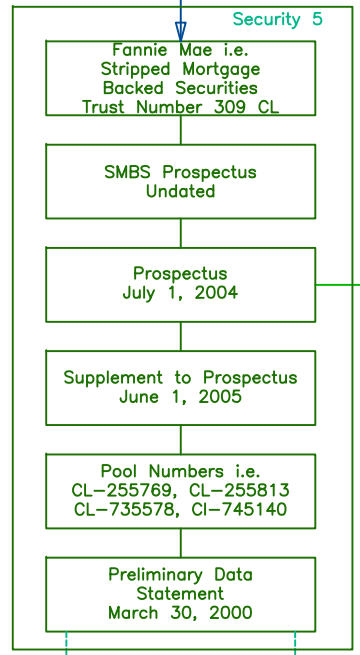 Security 5
Fannie Mae i.e.
Stripped Mortgage
Backed Securities
Trust Number 309 CL
SMBS Prospectus
Undated
Prospectus
July 1, 2004
Supplement to Prospectus
June 1, 2005
Pool Numbers i.e.
CL-255769, CL-255813
CL-735578, Cl-745140
Preliminary Data
Statement
March 30, 2000